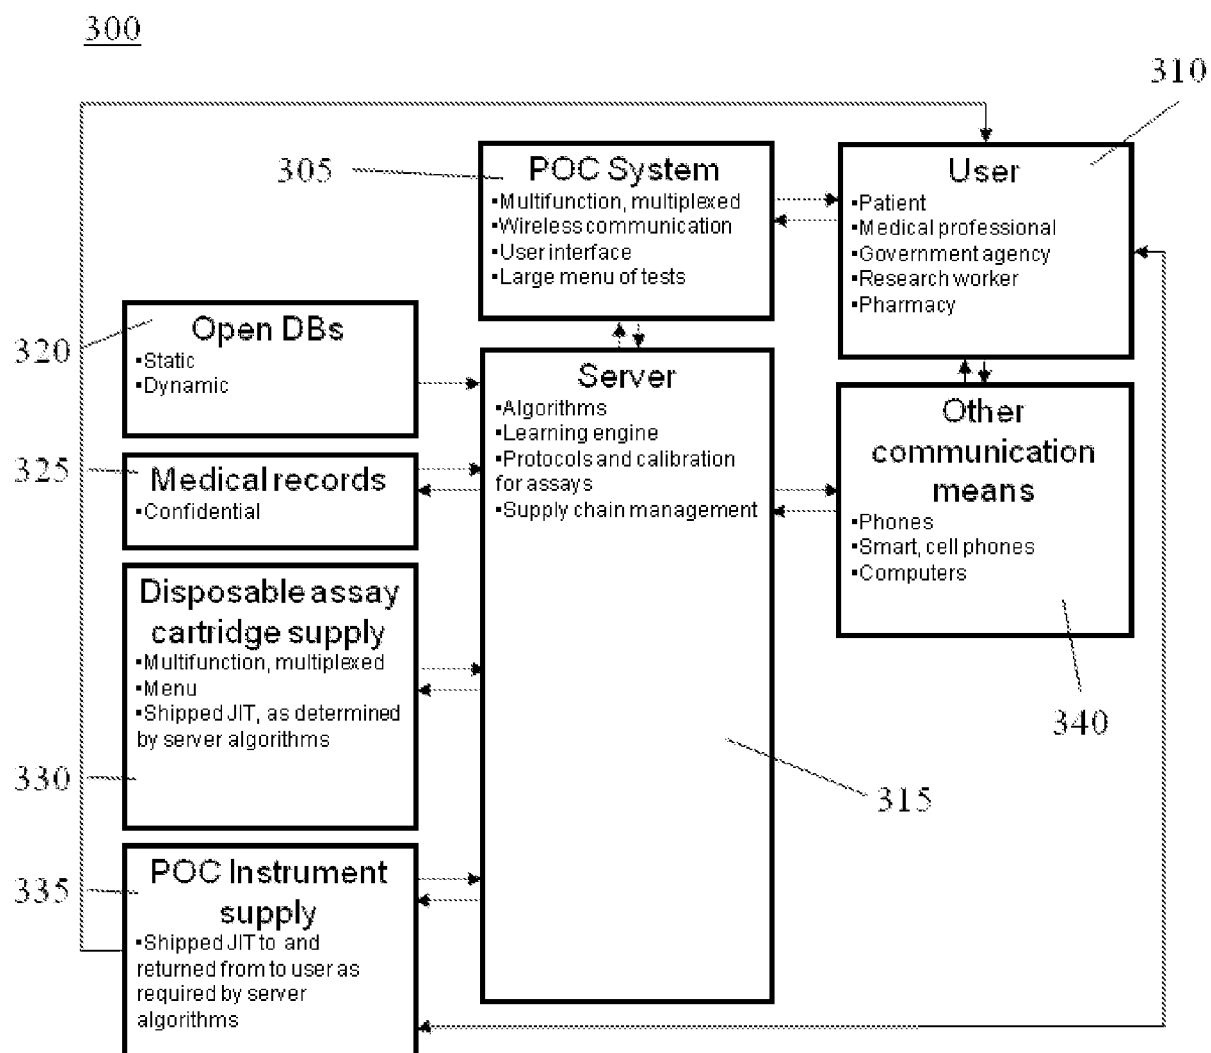 300
310
305
POC System
▪Multifunction, multiplexed
▪Wireless communication
▪User interface
▪Large menu of tests
User
▪Patient
▪Medical professional
▪Government agency
▪Research worker
▪Pharmacy
320
Open DBs
▪Static
▪Dynamic
325
Medical records
▪Confidential
Server
▪Algorithms
▪Learning engine
▪Protocols and calibration
for assays
▪Supply chain management
Other
communication
means
▪Phones
▪Smart, cell phones
▪Computers
340
315
Disposable assay
cartridge supply
▪Multifunction, multiplexed
▪Menu
▪Shipped JIT, as determined
by server algorithms
330
335
POC Instrument
supply
▪Shipped JIT to and
returned from to user as
required by server
algorithms